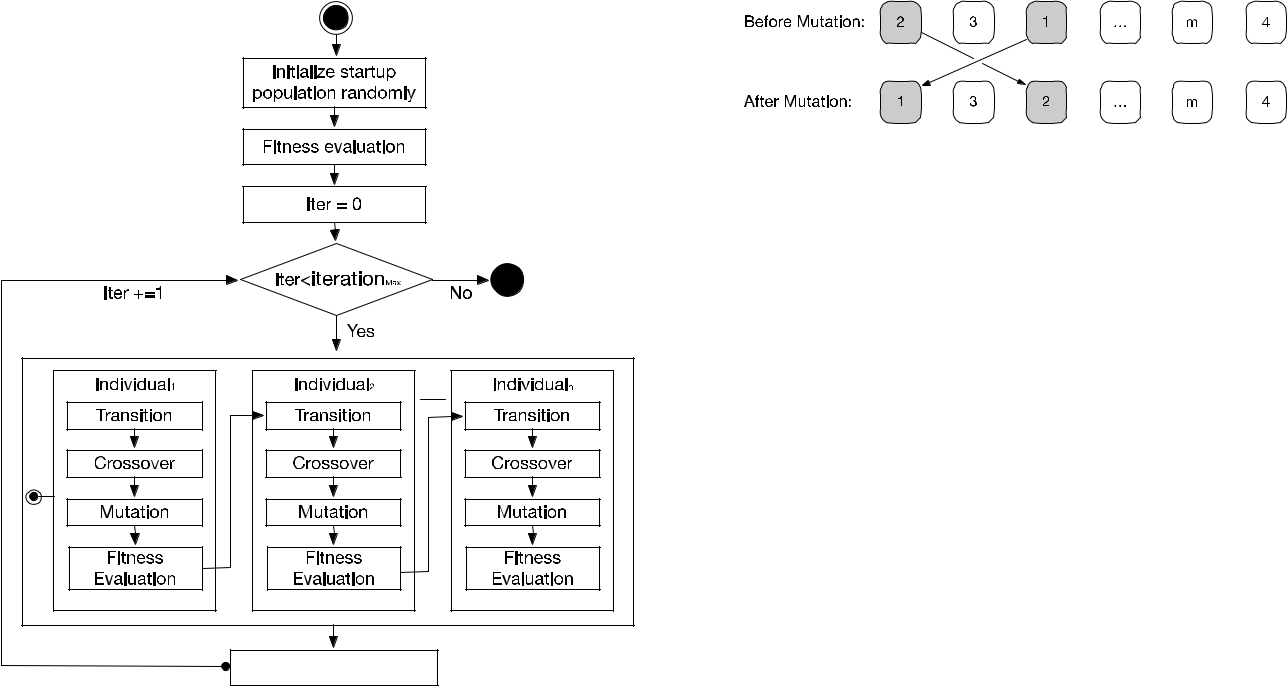 Initialize startup
population randomly
Fitness evaluation
Iter = 0
Iter<iterationMax
Iter +=1
No
Yes
Individual1
Transition
Crossover
Mutation
Fitness
Evaluation
Individual2
Transition
Crossover
Mutation
Fitness
Evaluation
Individualn
Transition
Crossover
Mutation
Fitness
Evaluation
Before Mutation: 2 3 1 ... m 4
After Mutation: 1 3 2 ... m 4